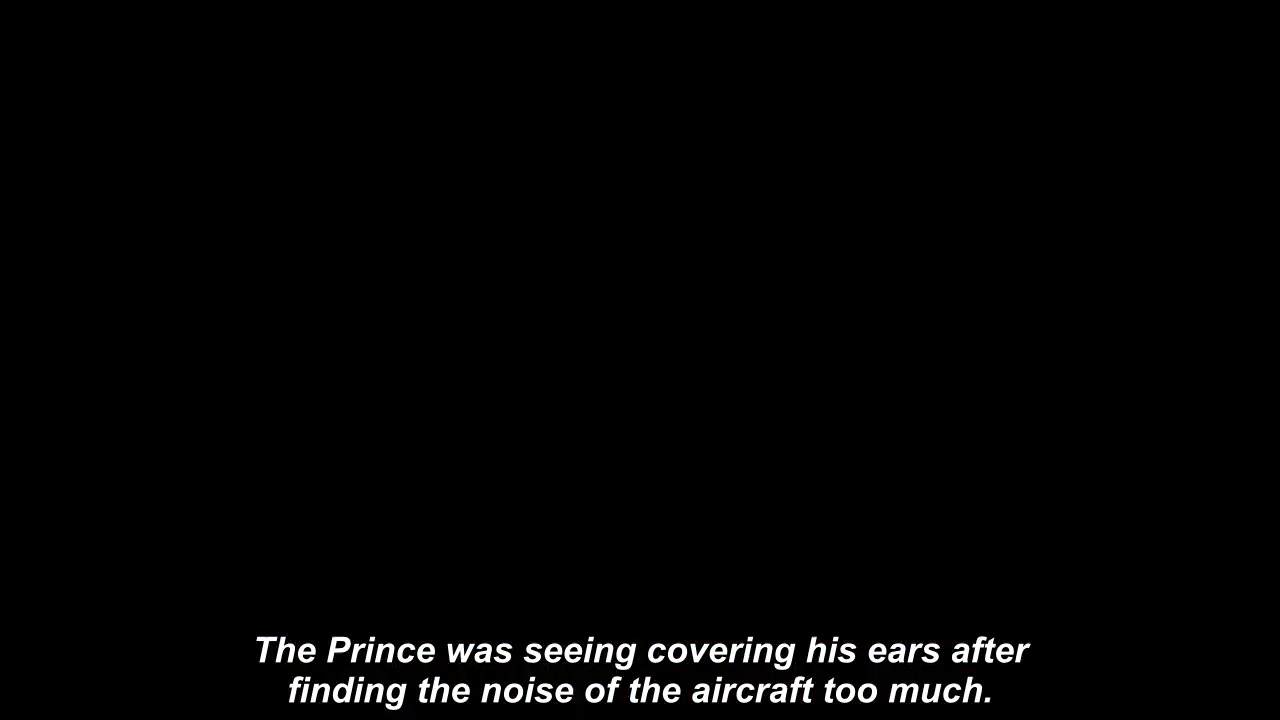 The Prince was seeing covering his ears after
finding the noise of the aircraft too much.